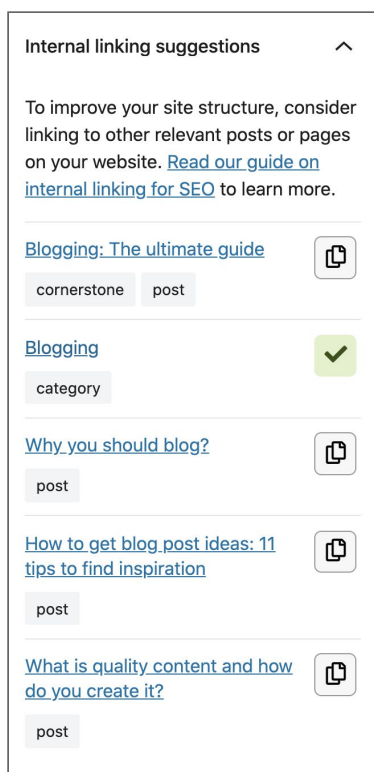 Internal linking suggestions
To improve your site structure, consider
linking to other relevant posts or pages
on your website. Read our guide on
internal linking for SEO to learn more.
Blogging: The ultimate guide
cornerstone post
Blogging
category
Why you should blog?
post
How to get blog post ideas: 11
tips to find inspiration
post
What is quality content and how
do you create it?
post